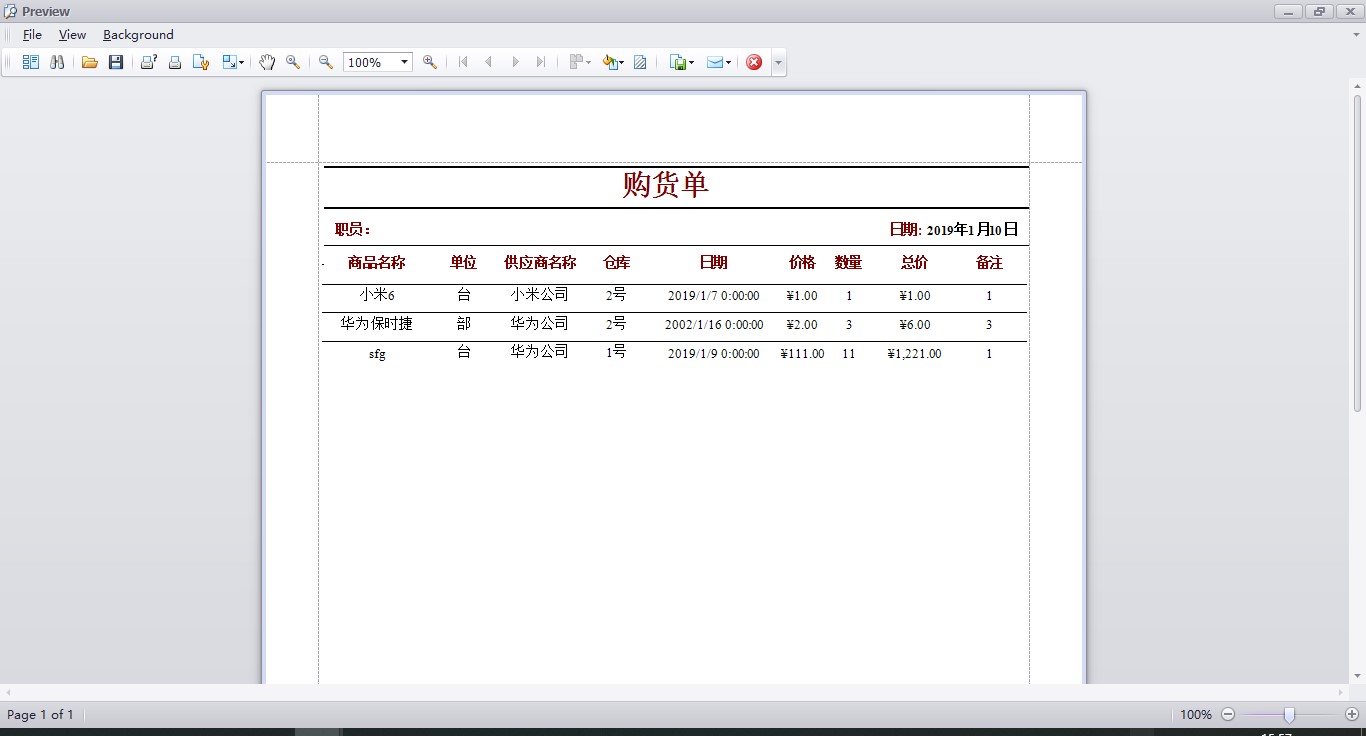 Preview
File View Background
100%
购货单
职员： 日期: 2019年1月10日
商品名称 单位 供应商名称 仓库 日期 价格 数量 总价 备注
小米6 台 小米公司 2号 2019/1/7 0:00:00 ¥1.00 1 ¥1.00 1
华为保时捷 部 华为公司 2号 2002/1/16 0:00:00 ¥2.00 3 ¥6.00 3
sfg 台 华为公司 1号 2019/1/9 0:00:00 ¥111.00 11 ¥1,221.00 1
Page 1 of 1 100%